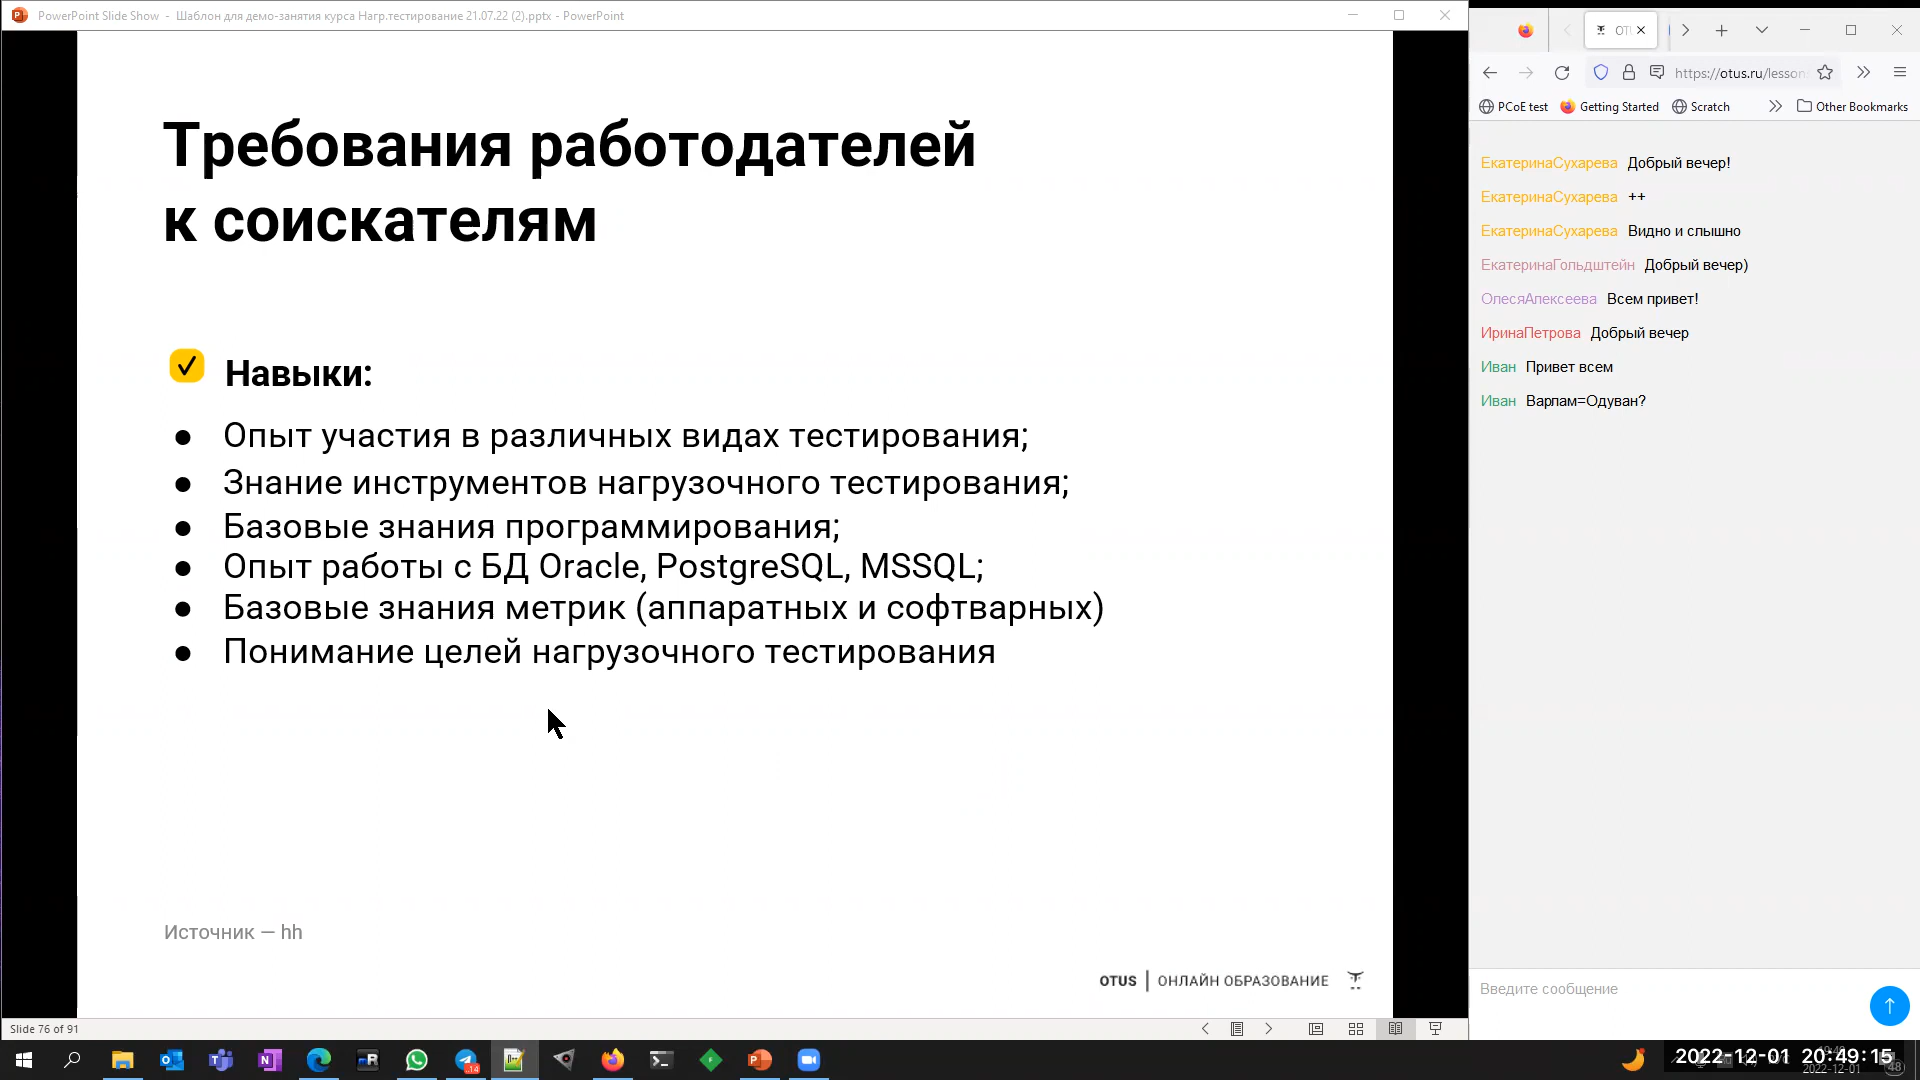 PowerPoint Slide Show - Шаблон для демо-занятия курса Нагр.тестирование 21.07.22 (2).pptx - PowerPoint
Требования работодателей
к соискателям
Навыки:
● Опыт участия в различных видах тестирования;
● Знание инструментов нагрузочного тестирования;
● Базовые знания программирования;
● Опыт работы с БД Oracle, PostgreSQL, MSSQL;
● Базовые знания метрик (аппаратных и софтварных)
● Понимание целей нагрузочного тестирования
Источник — hh
OTUS | ОНЛАЙН ОБРАЗОВАНИЕ
Slide 76 of 91
https://otus.ru/lesson
PCoE test Getting Started Scratch Other Bookmarks
ЕкатеринаСухарева Добрый вечер!
ЕкатеринаСухарева ++
ЕкатеринаСухарева Видно и слышно
ЕкатеринаГольдштейн Добрый вечер)
ОлесяАлексеева Всем привет!
ИринаПетрова Добрый вечер
Иван Привет всем
Иван Варлам=Одуван?
Введите сообщение
2022-12-01 20:49:15
2022-12-01